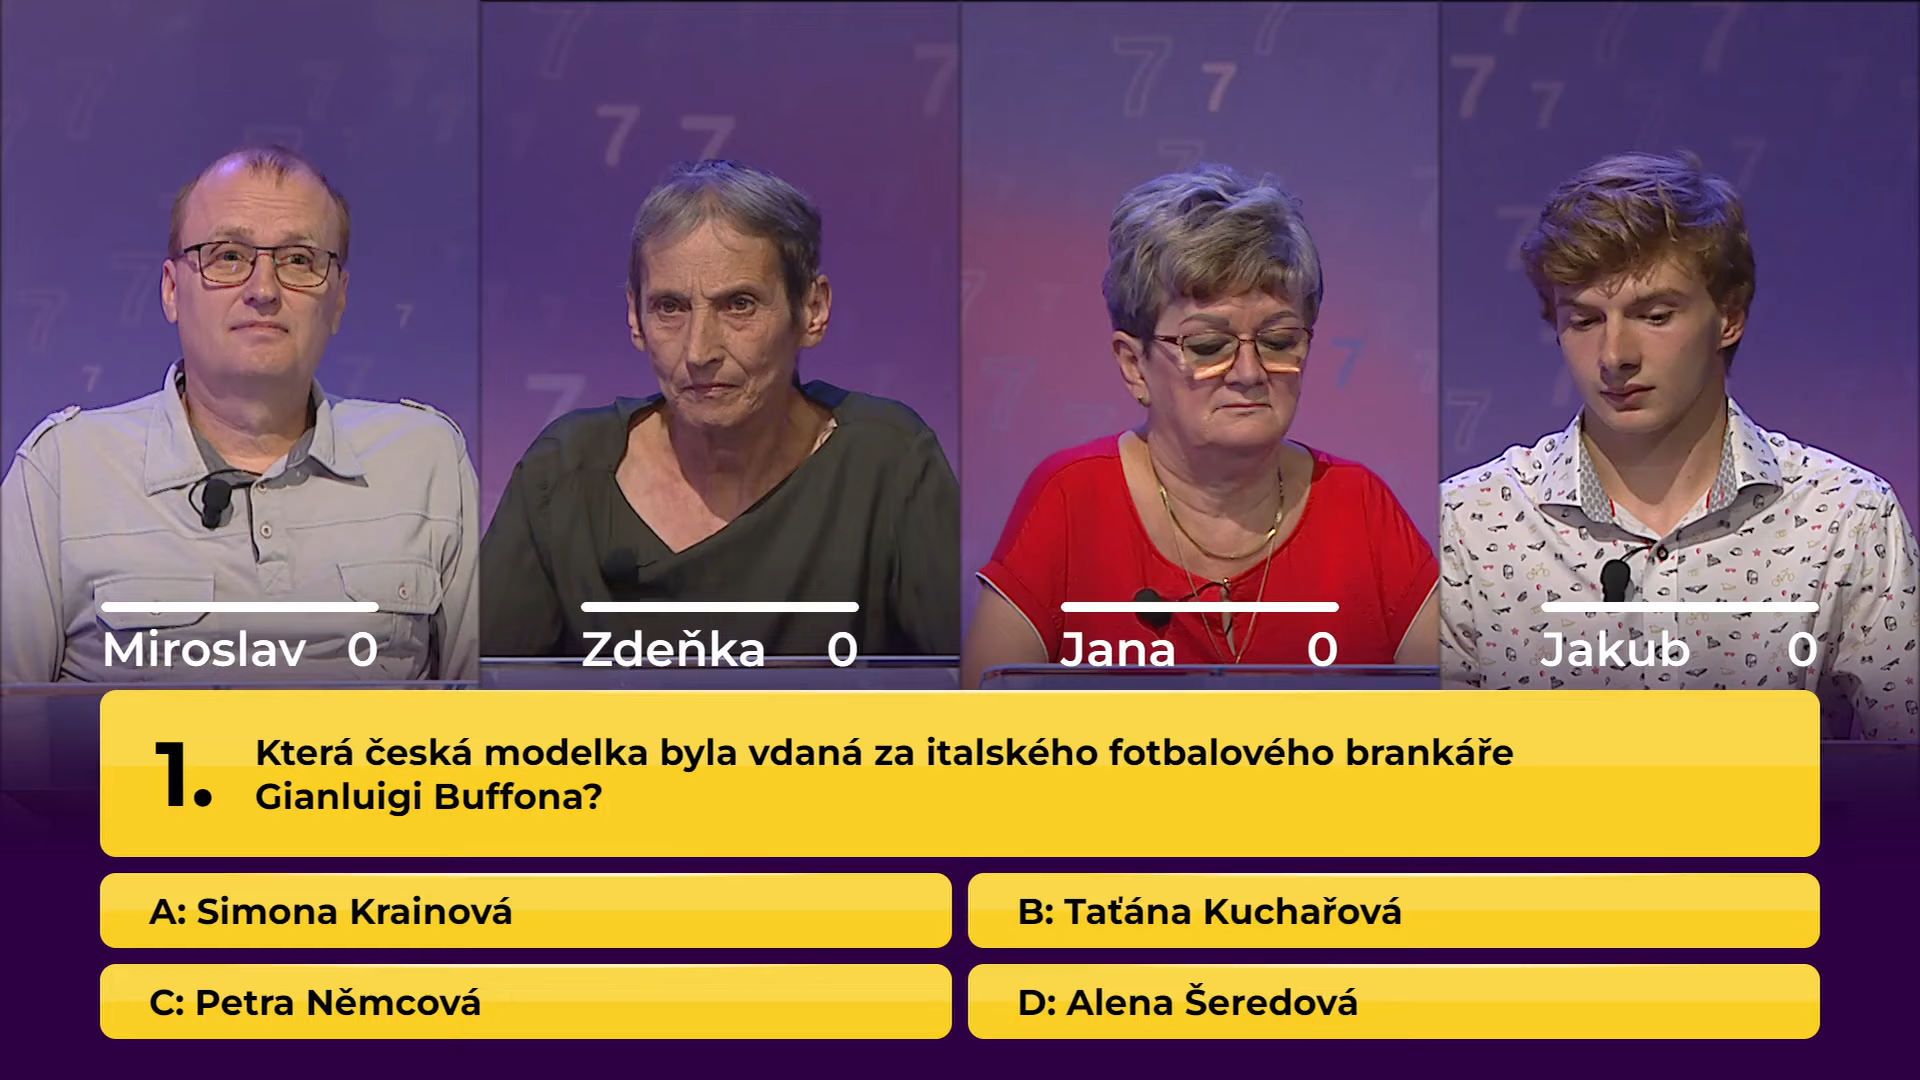 Miroslav 0
Zdeňka 0
Jana 0
Jakub 0
1. Která česká modelka byla vdaná za italského fotbalového brankáře
Gianluigi Buffona?
A: Simona Krainová
B: Taťána Kuchařová
C: Petra Němcová
D: Alena Šeredová